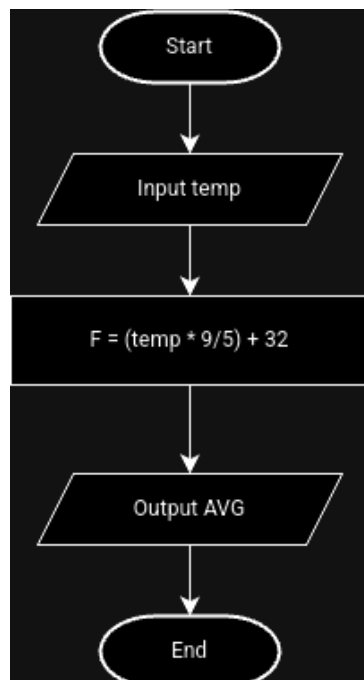 Start
Input temp
F = (temp * 9/5) + 32
Output AVG
End